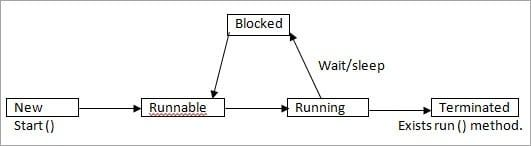 Blocked
Wait/sleep
New
Runnable
Running
Terminated
Start ()
Exists run () method.